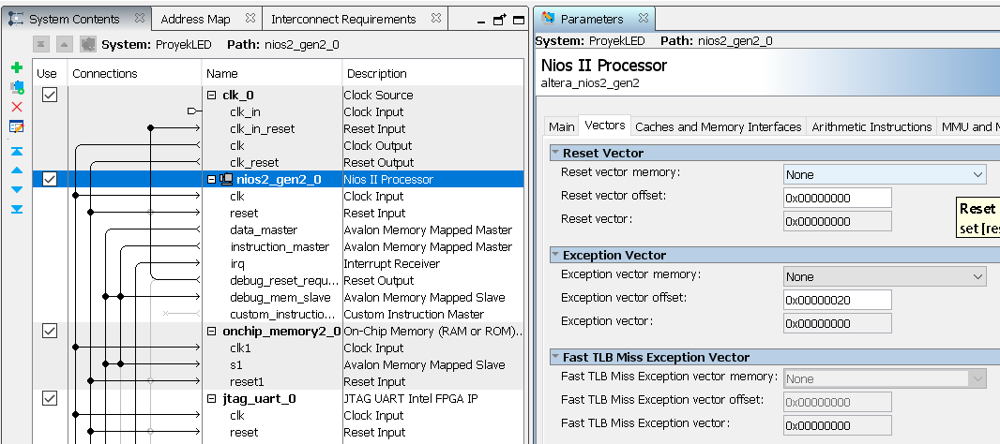 System Contents
Address Map
Interconnect Requirements
System: ProyekLED Path: nios2_gen2_0
Use Connections Name Description
clk_0 Clock Source
clk_in Clock Input
clk_in_reset Reset Input
clk Clock Output
clk_reset Reset Output
nios2_gen2_0 Nios II Processor
clk Clock Input
reset Reset Input
data_master Avalon Memory Mapped Master
instruction_master Avalon Memory Mapped Master
irq Interrupt Receiver
debug_reset_requ... Reset Output
debug_mem_slave Avalon Memory Mapped Slave
custom_instructio... Custom Instruction Master
onchip_memory2_0 On-Chip Memory (RAM or ROM)...
clk1 Clock Input
s1 Avalon Memory Mapped Slave
reset1 Reset Input
jtag_uart_0 JTAG UART Intel FPGA IP
clk Clock Input
reset Reset Input
Parameters
System: ProyekLED Path: nios2_gen2_0
Nios II Processor
altera_nios2_gen2
Main Vectors Caches and Memory Interfaces Arithmetic Instructions MMU and M
Reset Vector
Reset vector memory: None
Reset vector offset: 0x00000000
Reset vector: 0x00000000
Reset
set [res
Exception Vector
Exception vector memory: None
Exception vector offset: 0x00000020
Exception vector: 0x00000000
Fast TLB Miss Exception Vector
Fast TLB Miss Exception vector memory: None
Fast TLB Miss Exception vector offset: 0x00000000
Fast TLB Miss Exception vector: 0x00000000